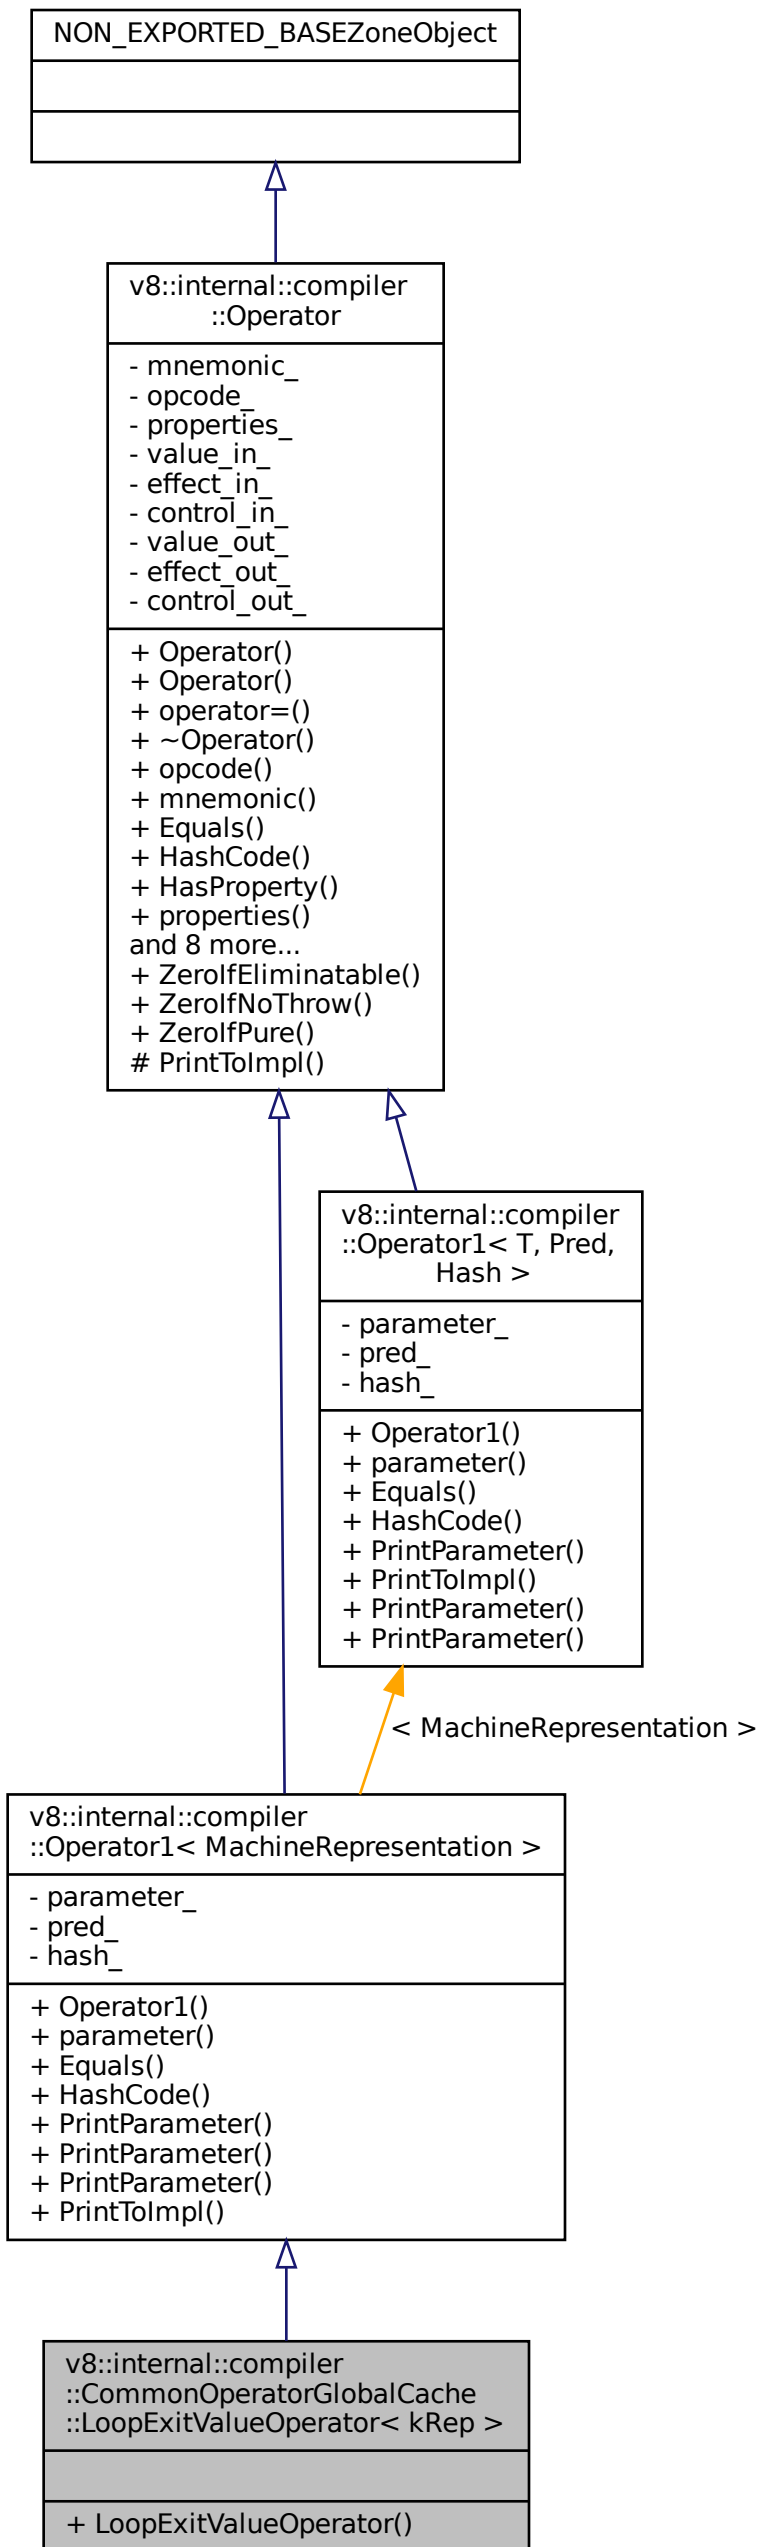 NON_EXPORTED_BASEZoneObject
v8::internal::compiler
::Operator
- mnemonic_
- opcode_
- properties_
- value_in_
- effect_in_
- control_in_
- value_out_
- effect_out_
- control_out_
+ Operator()
+ Operator()
+ operator=()
+ ~Operator()
+ opcode()
+ mnemonic()
+ Equals()
+ HashCode()
+ HasProperty()
+ properties()
and 8 more...
+ ZeroIfEliminatable()
+ ZeroIfNoThrow()
+ ZeroIfPure()
# PrintToImpl()
v8::internal::compiler
::Operator1< T, Pred,
Hash >
- parameter_
- pred_
- hash_
+ Operator1()
+ parameter()
+ Equals()
+ HashCode()
+ PrintParameter()
+ PrintToImpl()
+ PrintParameter()
+ PrintParameter()
< MachineRepresentation >
v8::internal::compiler
::Operator1< MachineRepresentation >
- parameter_
- pred_
- hash_
+ Operator1()
+ parameter()
+ Equals()
+ HashCode()
+ PrintParameter()
+ PrintParameter()
+ PrintParameter()
+ PrintToImpl()
v8::internal::compiler
::CommonOperatorGlobalCache
::LoopExitValueOperator< kRep >
+ LoopExitValueOperator()